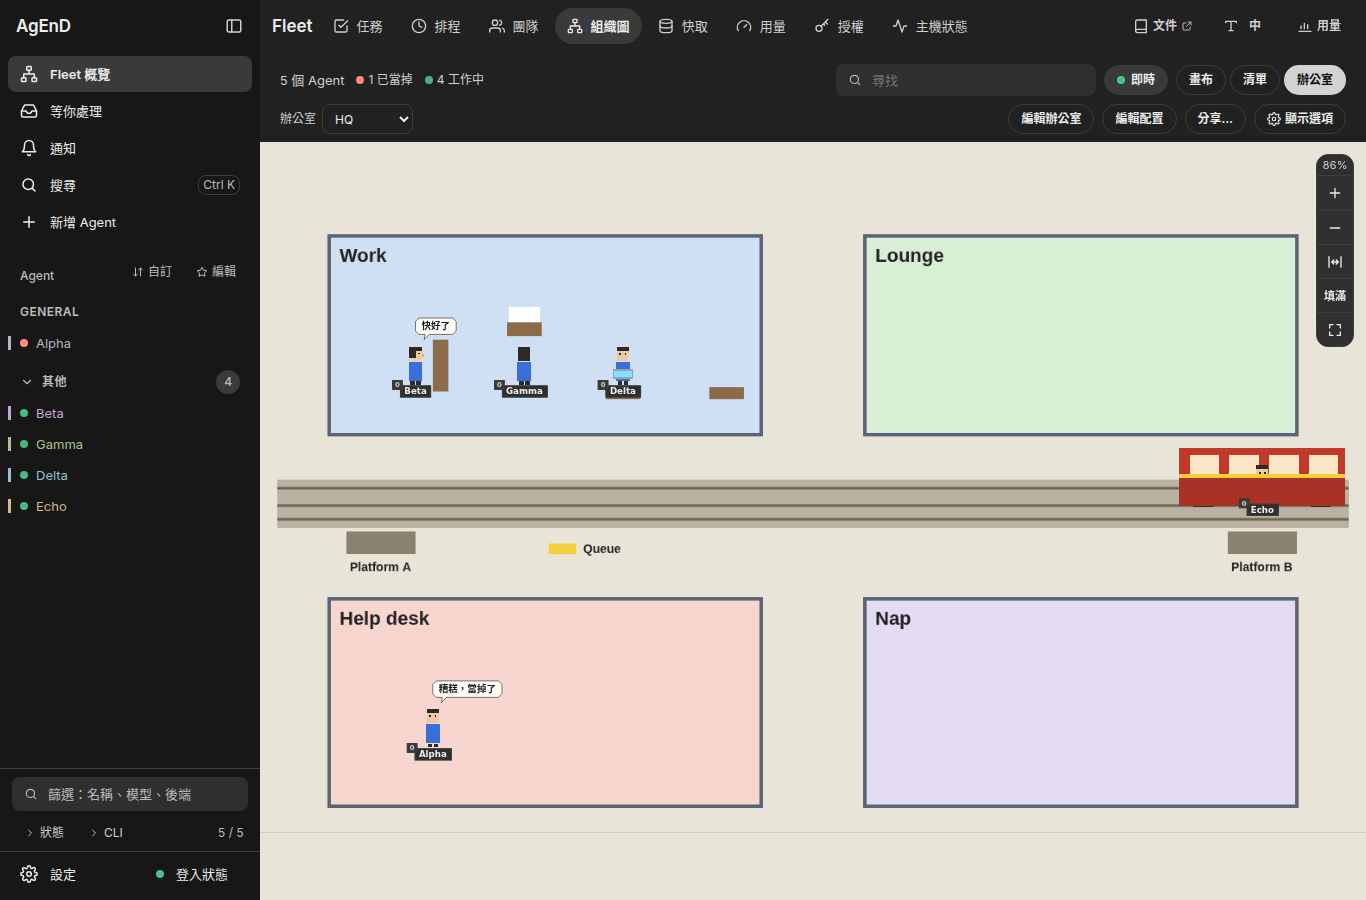 AgEnD
Fleet 概覽
等你處理
通知
搜尋
Ctrl K
新增 Agent
Agent
自訂
編輯
GENERAL
Alpha
其他
4
Beta
Gamma
Delta
Echo
篩選：名稱、模型、後端
狀態
CLI
5 / 5
設定
登入狀態
Fleet
任務
排程
團隊
組織圖
快取
用量
授權
主機狀態
文件
中
用量
5 個 Agent
1 已當掉
4 工作中
尋找
即時
畫布
清單
辦公室
辦公室
HQ
編輯辦公室
編輯配置
分享...
顯示選項
86%
填滿
Work
快好了
0
Beta
0
Gamma
0
Delta
Lounge
0
Echo
Platform A
Queue
Platform B
Help desk
糟糕，當掉了
0
Alpha
Nap